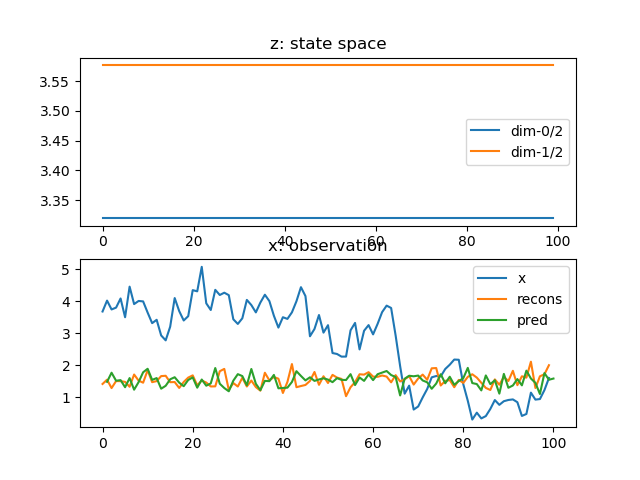 z: state space
3.55
3.50
3.45
3.40
3.35
dim-0/2
dim-1/2
0 20 40 60 80 100
x: observation
5
4
3
2
1
x
recons
pred
0 20 40 60 80 100